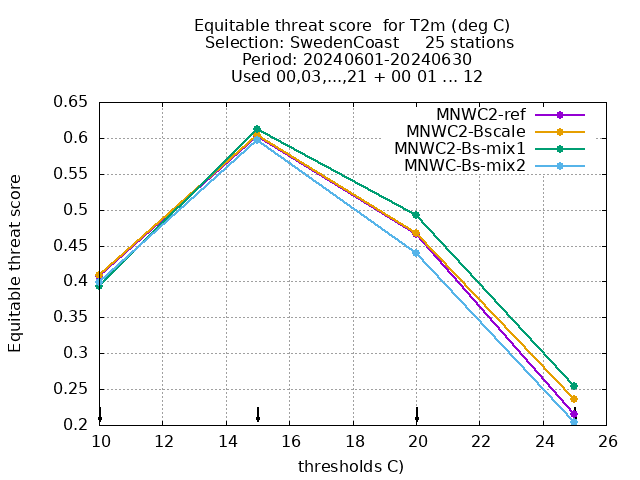 Equitable threat score  for T2m (deg C)
Selection: SwedenCoast     25 stations
Period: 20240601-20240630
Used 00,03,...,21 + 00 01 ... 12
MNWC2-ref
MNWC2-Bscale
MNWC2-Bs-mix1
MNWC-Bs-mix2
Equitable threat score
0.65
0.6
0.55
0.5
0.45
0.4
0.35
0.3
0.25
0.2
10 12 14 16 18 20 22 24 26
thresholds C)